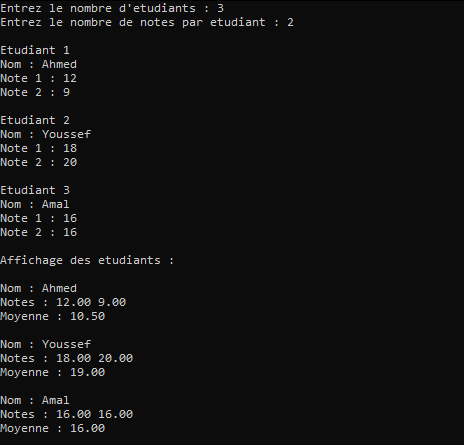 Entrez le nombre d'etudiants : 3
Entrez le nombre de notes par etudiant : 2
Etudiant 1
Nom : Ahmed
Note 1 : 12
Note 2 : 9
Etudiant 2
Nom : Youssef
Note 1 : 18
Note 2 : 20
Etudiant 3
Nom : Amal
Note 1 : 16
Note 2 : 16
Affichage des etudiants :
Nom : Ahmed
Notes : 12.00 9.00
Moyenne : 10.50
Nom : Youssef
Notes : 18.00 20.00
Moyenne : 19.00
Nom : Amal
Notes : 16.00 16.00
Moyenne : 16.00